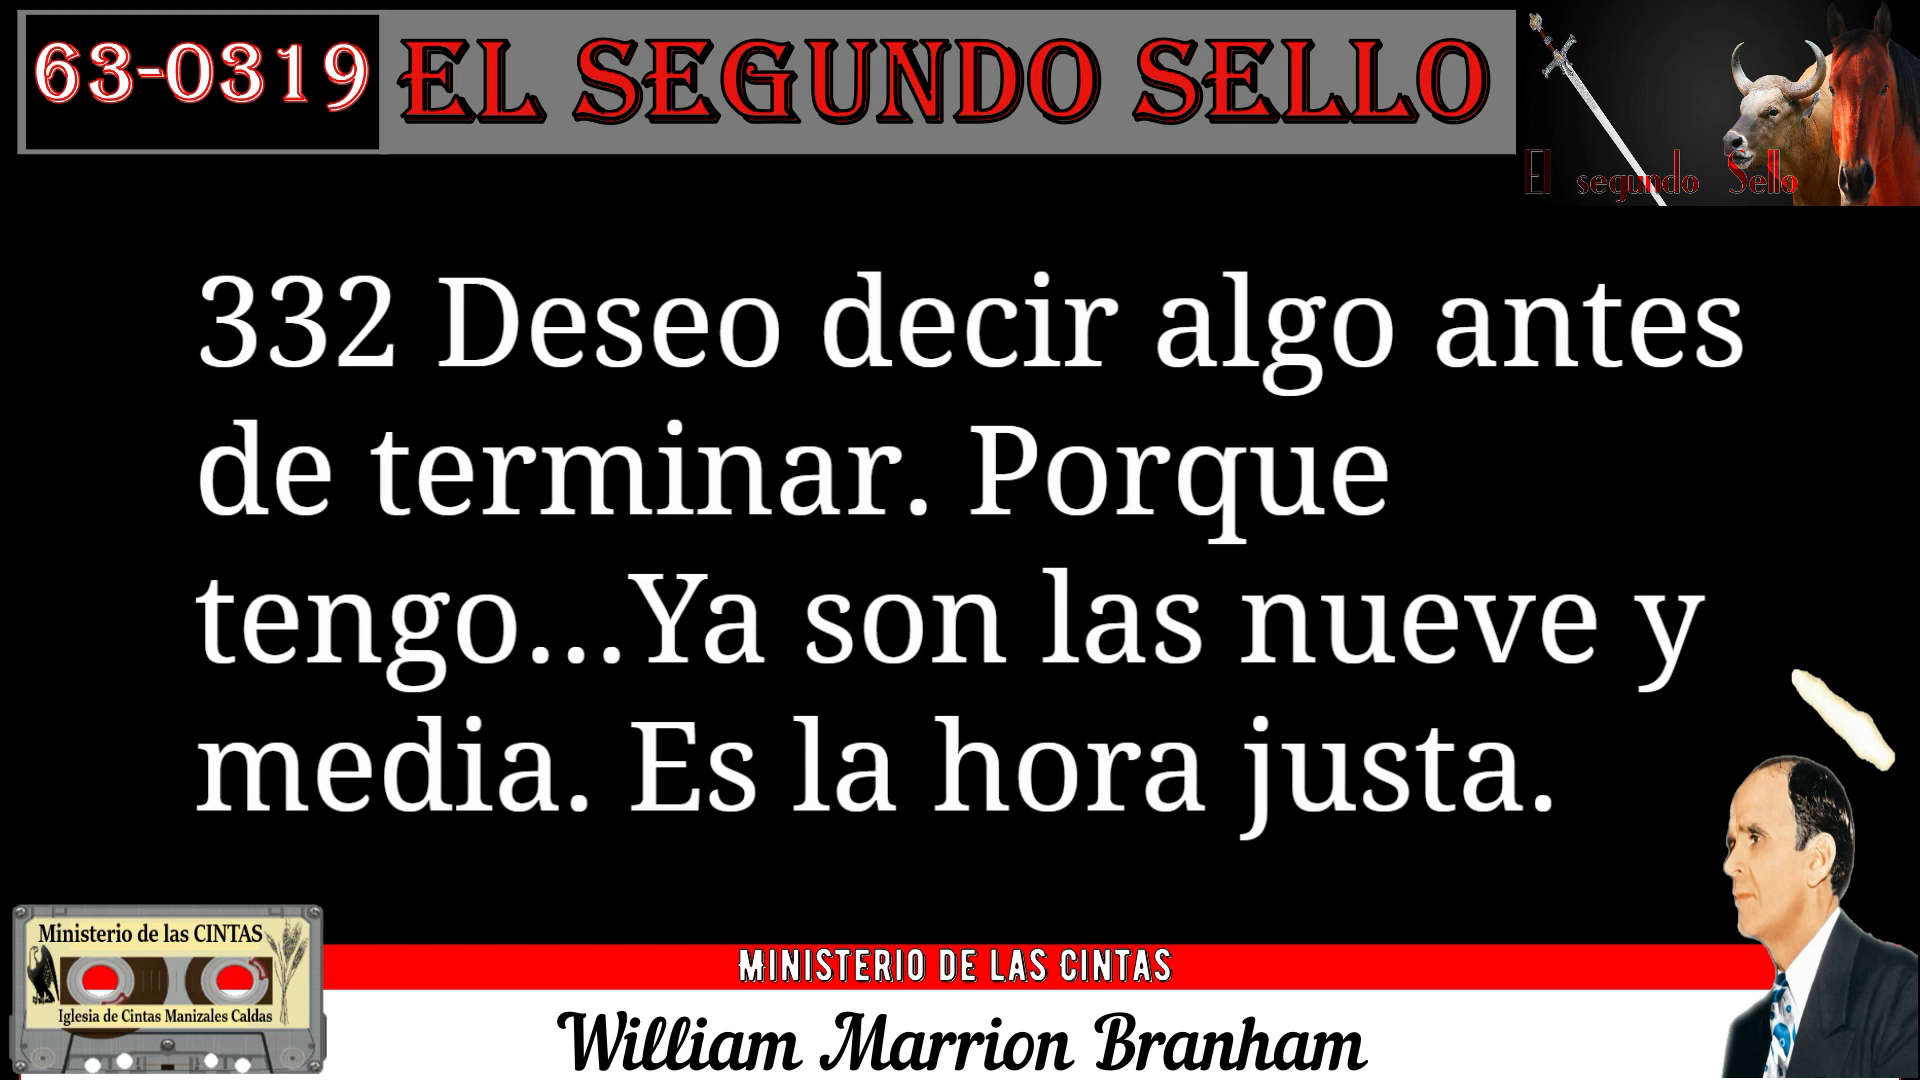 63-0319 EL SEGUNDO SELLO
El segundo Sello
332 Deseo decir algo antes
de terminar. Porque
tengo...Ya son las nueve y
media. Es la hora justa.
Ministerio de las CINTAS
Iglesia de Cintas Manizales Caldas
MINISTERIO DE LAS CINTAS
William Marrion Branham